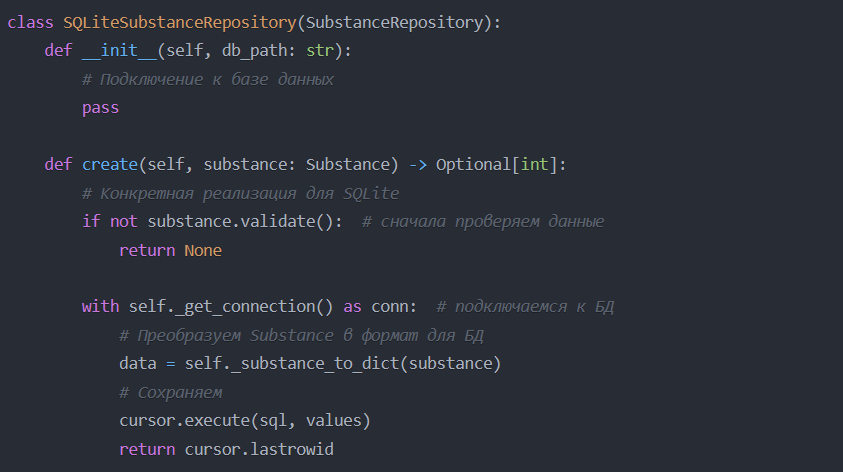 class SQLiteSubstanceRepository(SubstanceRepository):
    def __init__(self, db_path: str):
        # Подключение к базе данных
        pass

    def create(self, substance: Substance) -> Optional[int]:
        # Конкретная реализация для SQLite
        if not substance.validate():  # сначала проверяем данные
            return None

        with self._get_connection() as conn:  # подключаемся к БД
            # Преобразуем Substance в формат для БД
            data = self._substance_to_dict(substance)
            # Сохраняем
            cursor.execute(sql, values)
            return cursor.lastrowid